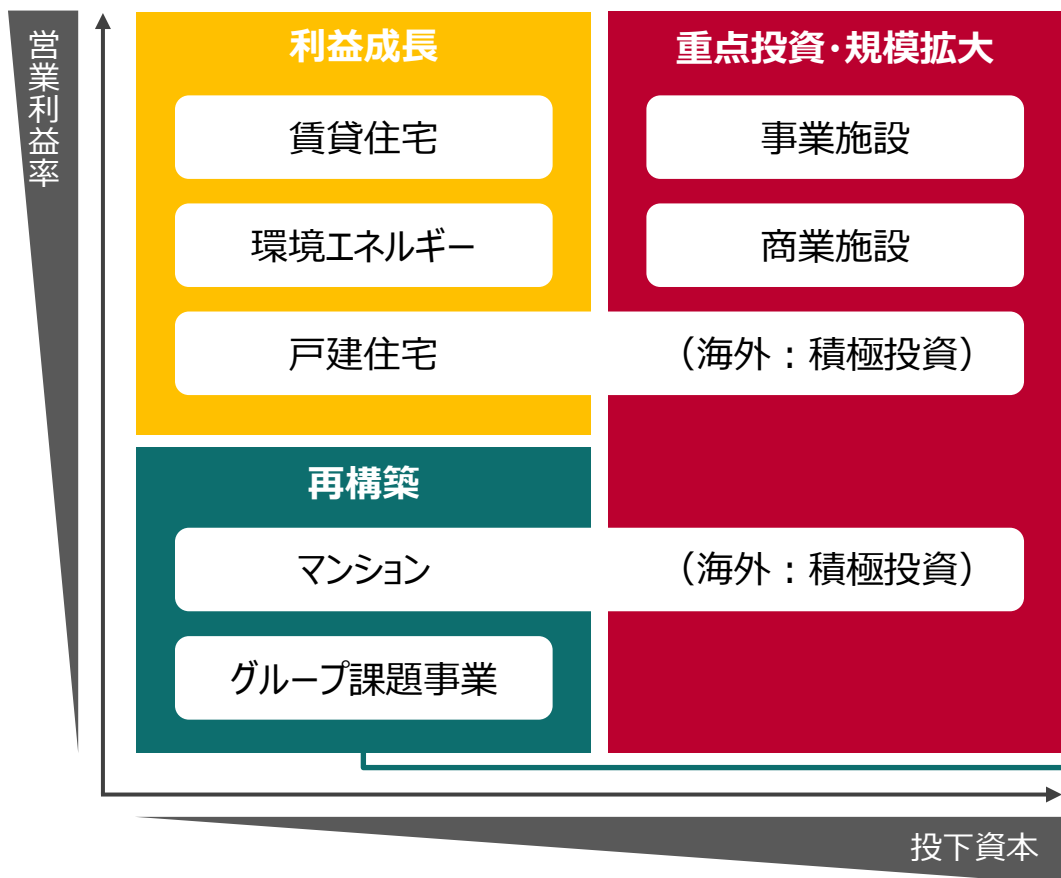 営業利益率
利益成長
賃貸住宅
環境エネルギー
戸建住宅
重点投資・規模拡大
事業施設
商業施設
（海外：積極投資）
再構築
マンション
（海外：積極投資）
グループ課題事業
投下資本